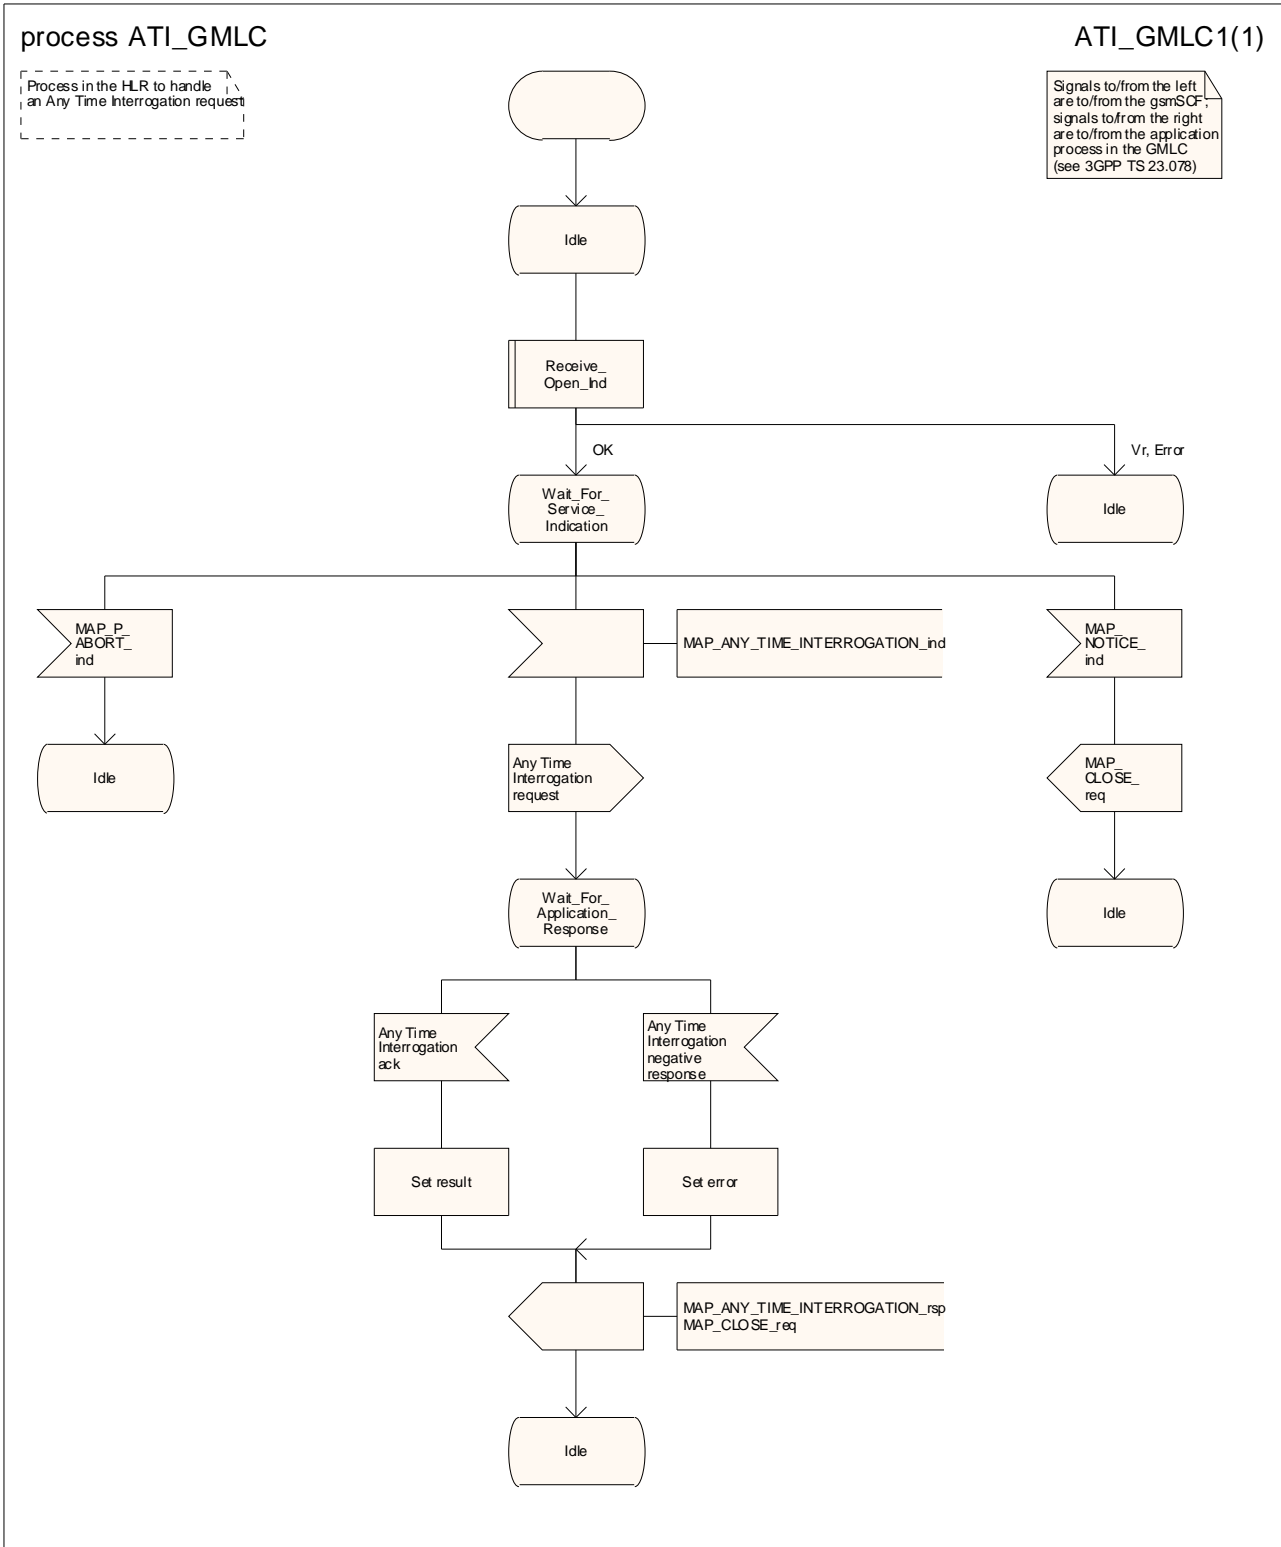 process ATI_GMLC
ATI_GMLC1(1)
Process in the HLR to handle
an Any Time Interrogation request
Signals to/from the left
are to/from the gsmSCF;
signals to/from the right
are to/from the application
process in the GMLC
(see 3GPP TS 23.078)
Idle
Receive_
Open_Ind
OK
Vr, Error
Wait_For_
Service_
Indication
Idle
MAP_P_
ABORT_
ind
MAP_ANY_TIME_INTERROGATION_ind
MAP_
NOTICE_
ind
Idle
Any Time
Interrogation
request
MAP_
CLOSE_
req
Wait_For_
Application_
Response
Idle
Any Time
Interrogation
ack
Any Time
Interrogation
negative
response
Set result
Set error
MAP_ANY_TIME_INTERROGATION_rsp
MAP_CLOSE_req
Idle